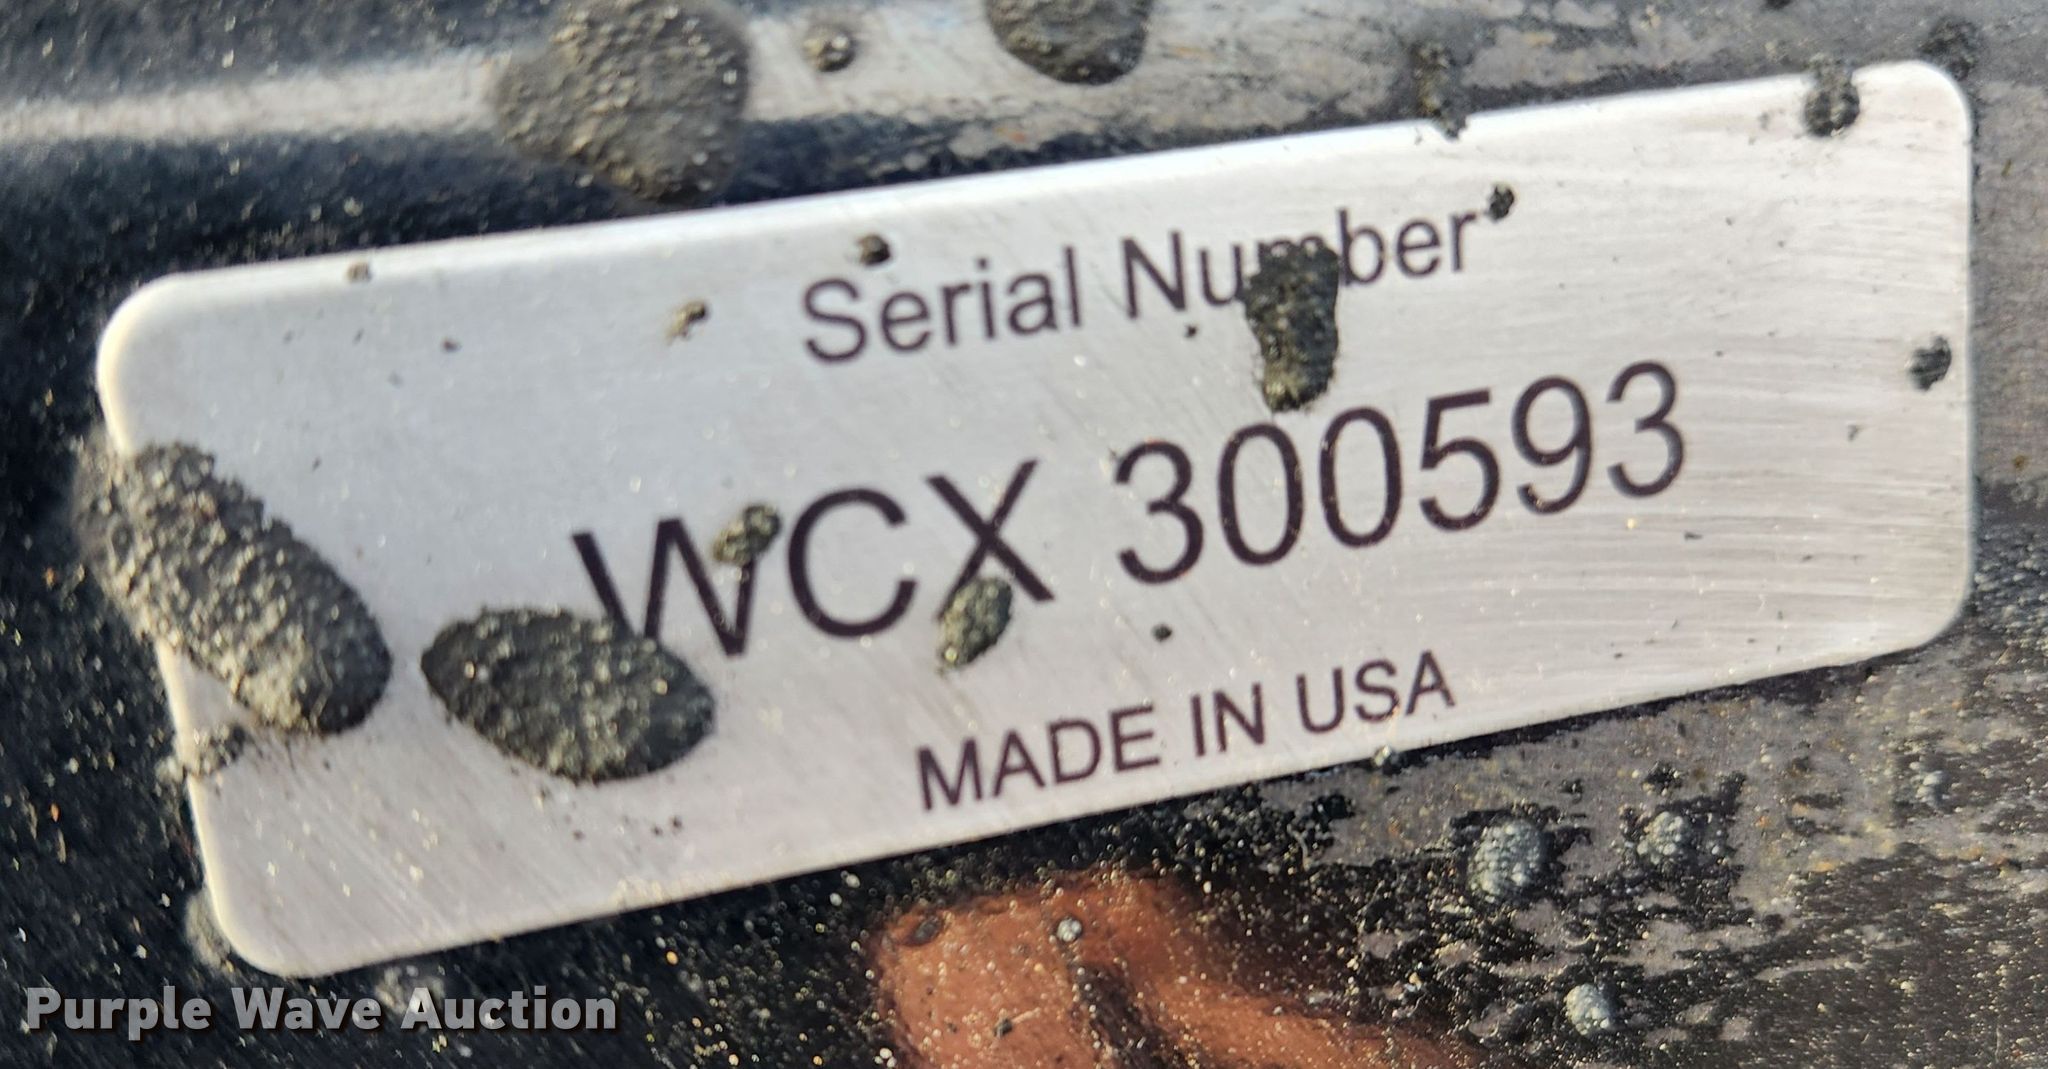 Serial Number
WCX 300593
MADE IN USA
Purple Wave Auction